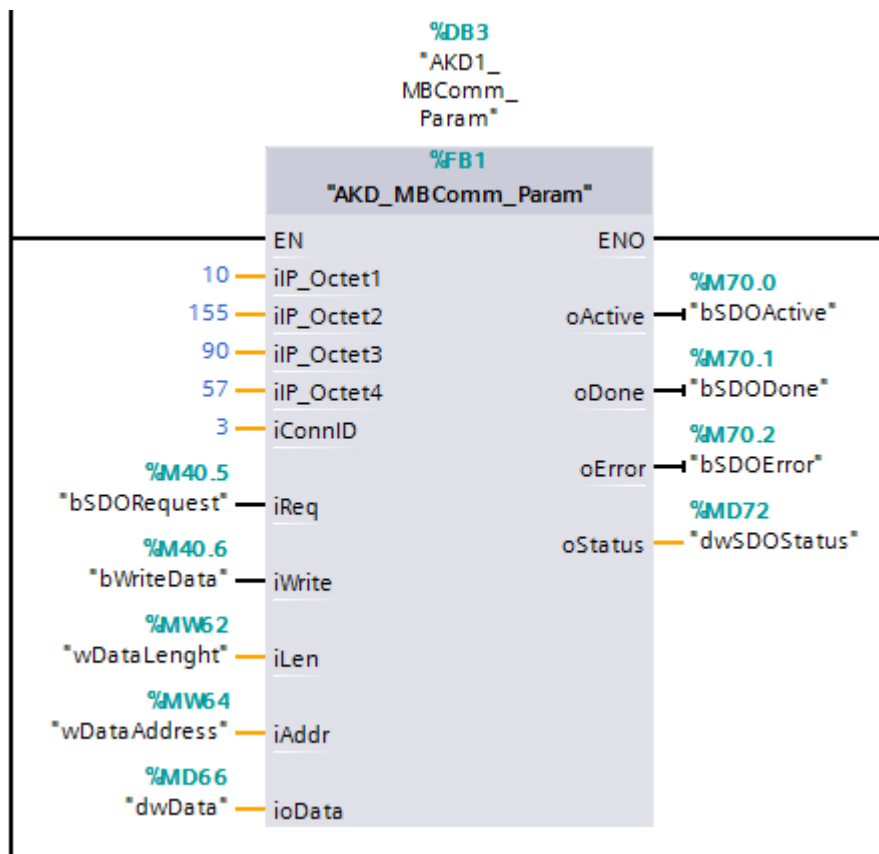 %DB3
"AKD1_
MBComm_
Param"
%FB1
"AKD_MBComm_Param"
EN ENO
10 iIP_Octet1
155 iIP_Octet2
90 iIP_Octet3
57 iIP_Octet4
3 iConnID
%M40.5
"bSDORequest" iReq
%M40.6
"bWriteData" iWrite
%MW62
"wDataLenght" iLen
%MW64
"wDataAddress" iAddr
%MD66
"dwData" ioData
%M70.0
oActive "bSDOActive"
%M70.1
oDone "bSDODone"
%M70.2
oError "bSDOError"
%MD72
oStatus "dwSDOStatus"